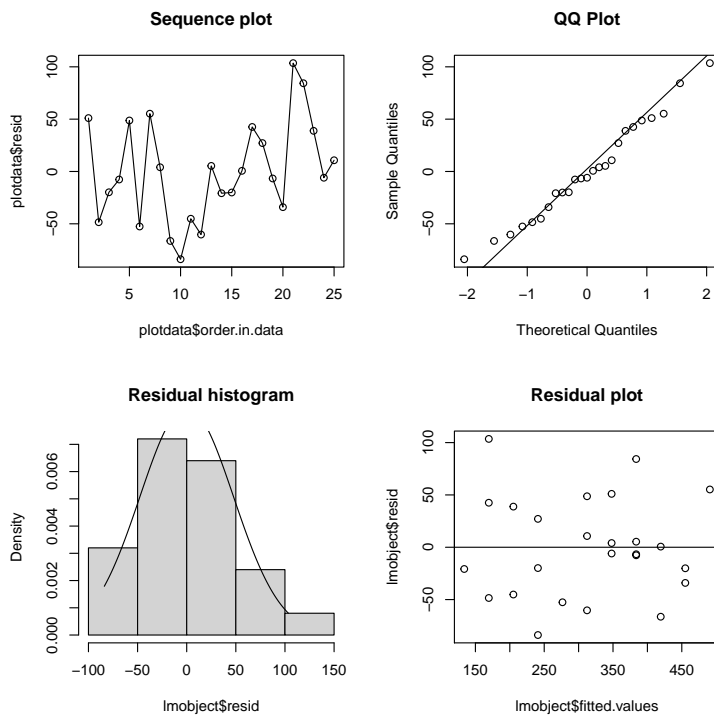 Sequence plot
plotdata$resid
−50 0 50 100
5 10 15 20 25
plotdata$order.in.data
QQ Plot
Sample Quantiles
−50 0 50 100
−2 −1 0 1 2
Theoretical Quantiles
Residual histogram
Density
0.000 0.002 0.004 0.006
−100 −50 0 50 100 150
lmobject$resid
Residual plot
lmobject$resid
−50 0 50 100
150 250 350 450
lmobject$fitted.values